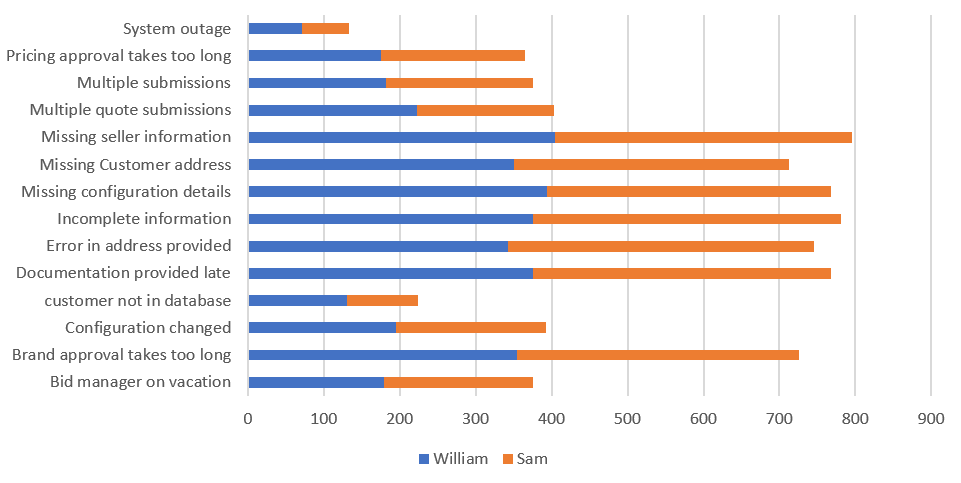 System outage
Pricing approval takes too long
Multiple submissions
Multiple quote submissions
Missing seller information
Missing Customer address
Missing configuration details
Incomplete information
Error in address provided
Documentation provided late
customer not in database
Configuration changed
Brand approval takes too long
Bid manager on vacation
0 100 200 300 400 500 600 700 800 900
William Sam